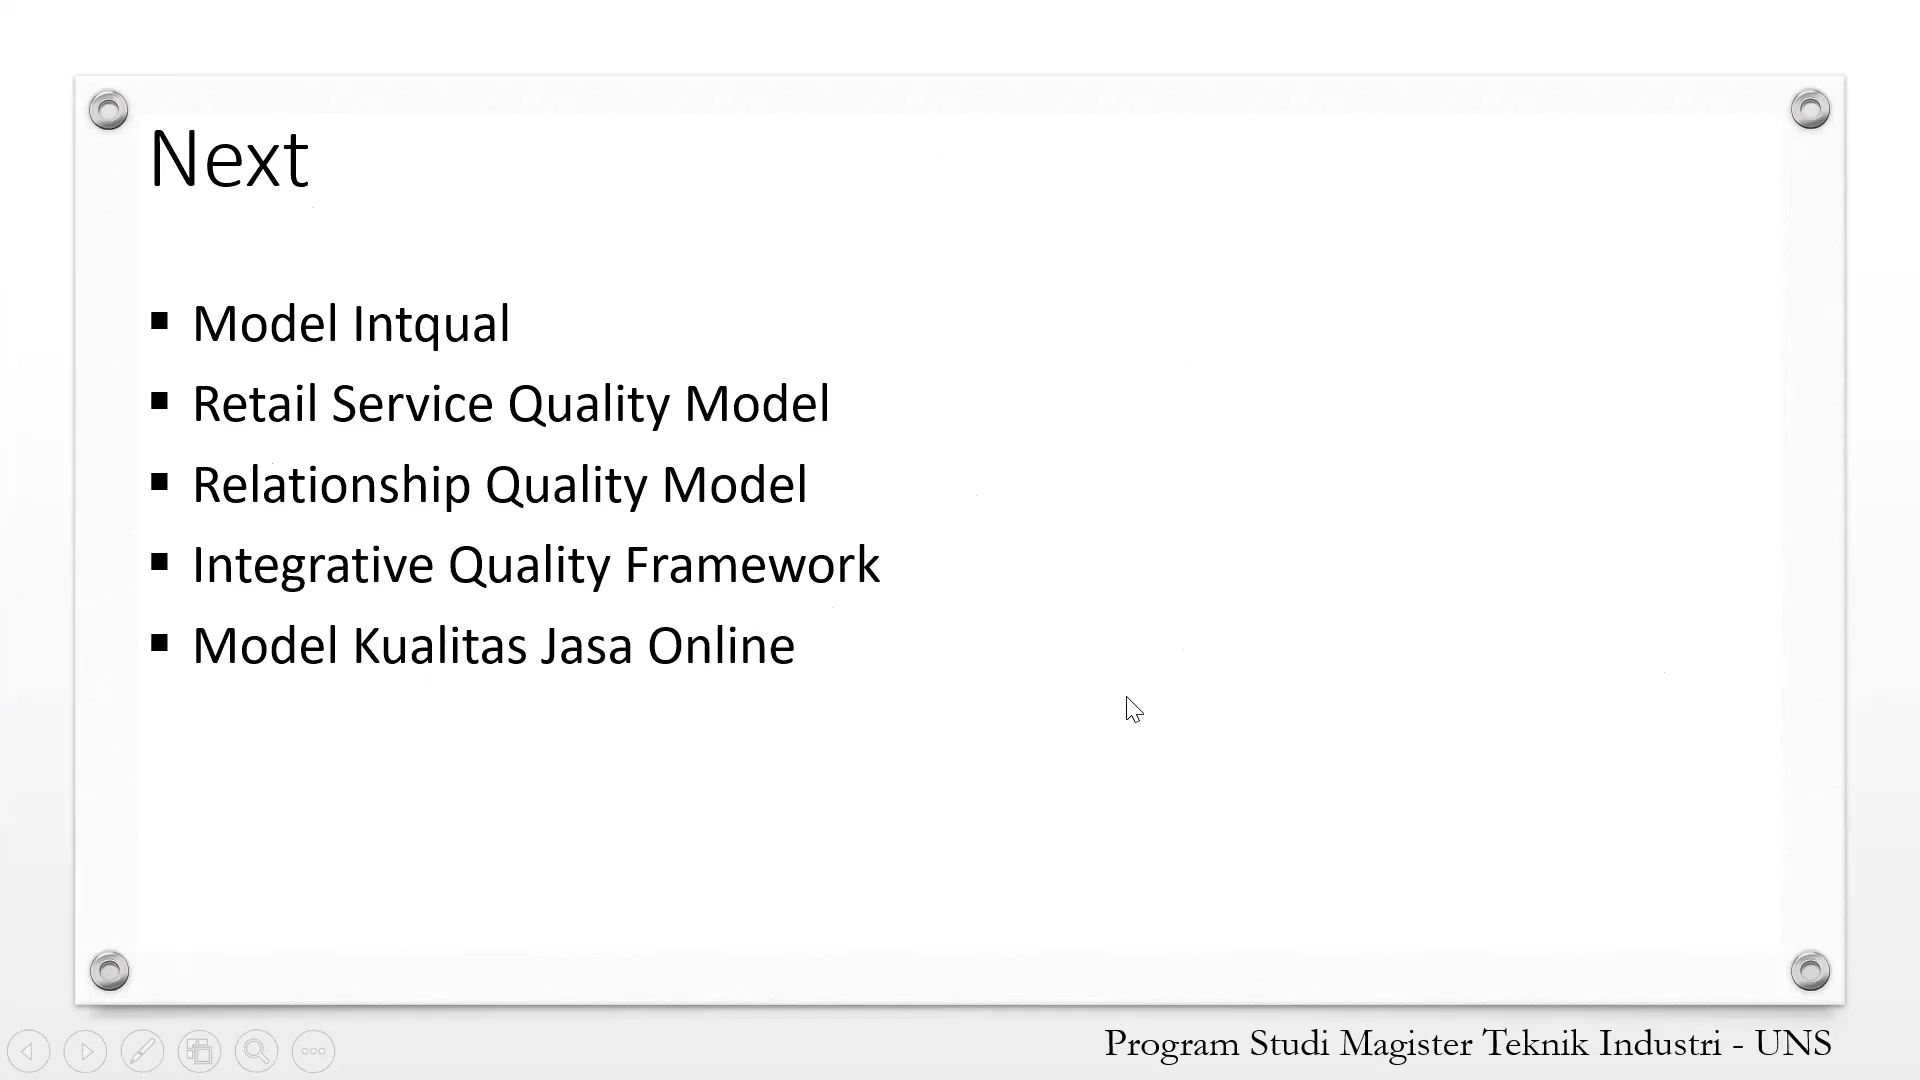 Next
▪ Model Intqual
▪ Retail Service Quality Model
▪ Relationship Quality Model
▪ Integrative Quality Framework
▪ Model Kualitas Jasa Online
Program Studi Magister Teknik Industri - UNS